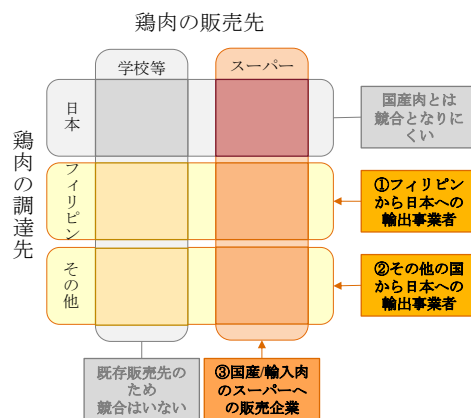 鶏肉の販売先
学校等
スーパー
鶏肉の調達先
日本
フィリピン
その他
国産肉とは
競合となりに
くい
①フィリピン
から日本への
輸出事業者
②その他の国
から日本への
輸出事業者
既存販売先の
ため
競合はいない
③国産/輸入肉
のスーパーへ
の販売企業